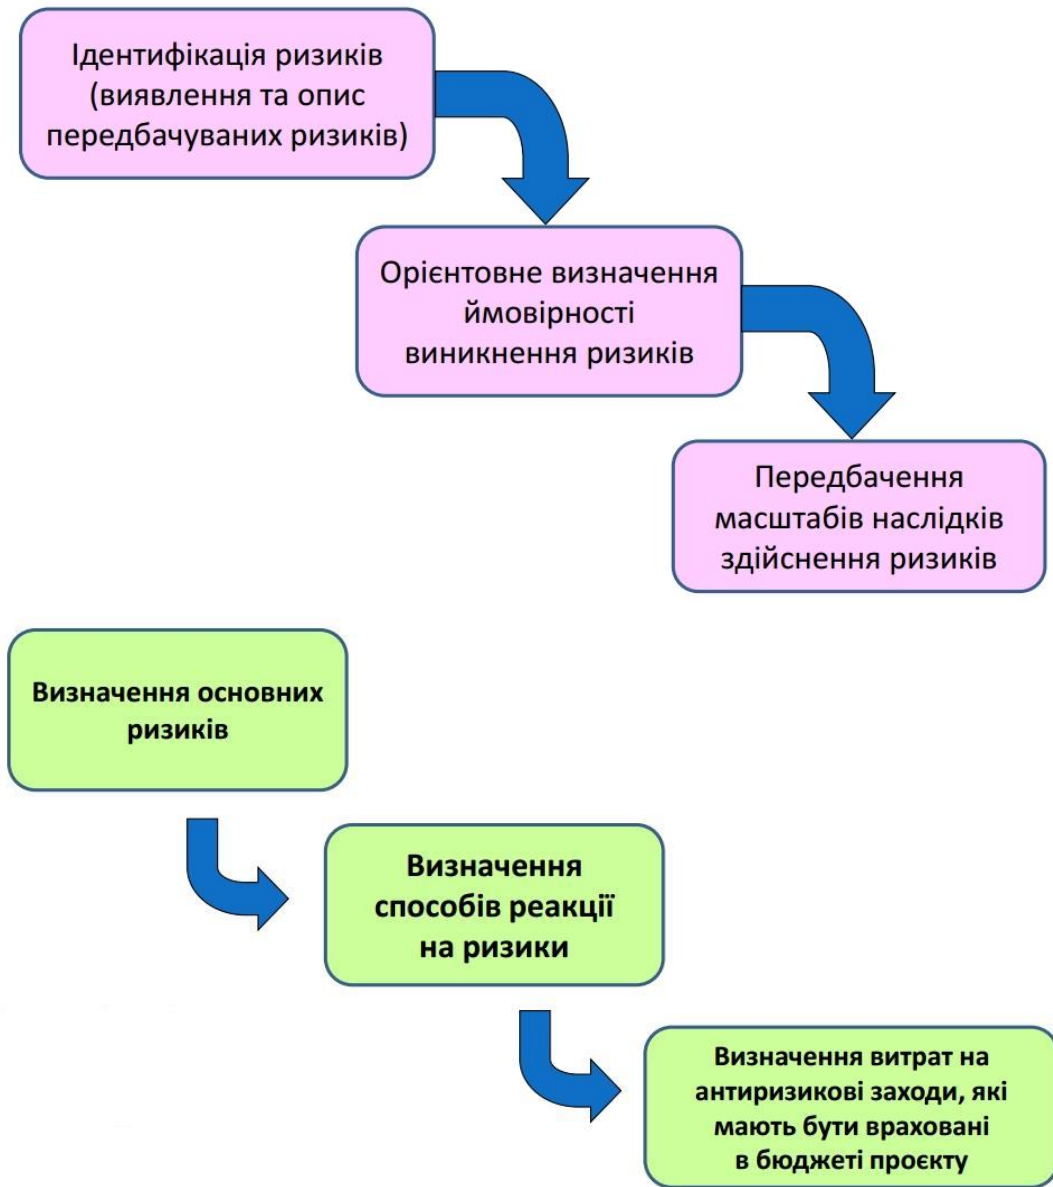 Ідентифікація ризиків
(виявлення та опис
передбачуваних ризиків)
Орієнтовне визначення
ймовірності
виникнення ризиків
Передбачення
масштабів наслідків
здійснення ризиків
Визначення основних
ризиків
Визначення
способів реакції
на ризики
Визначення витрат на
антиризикові заходи, які
мають бути враховані
в бюджеті проєкту